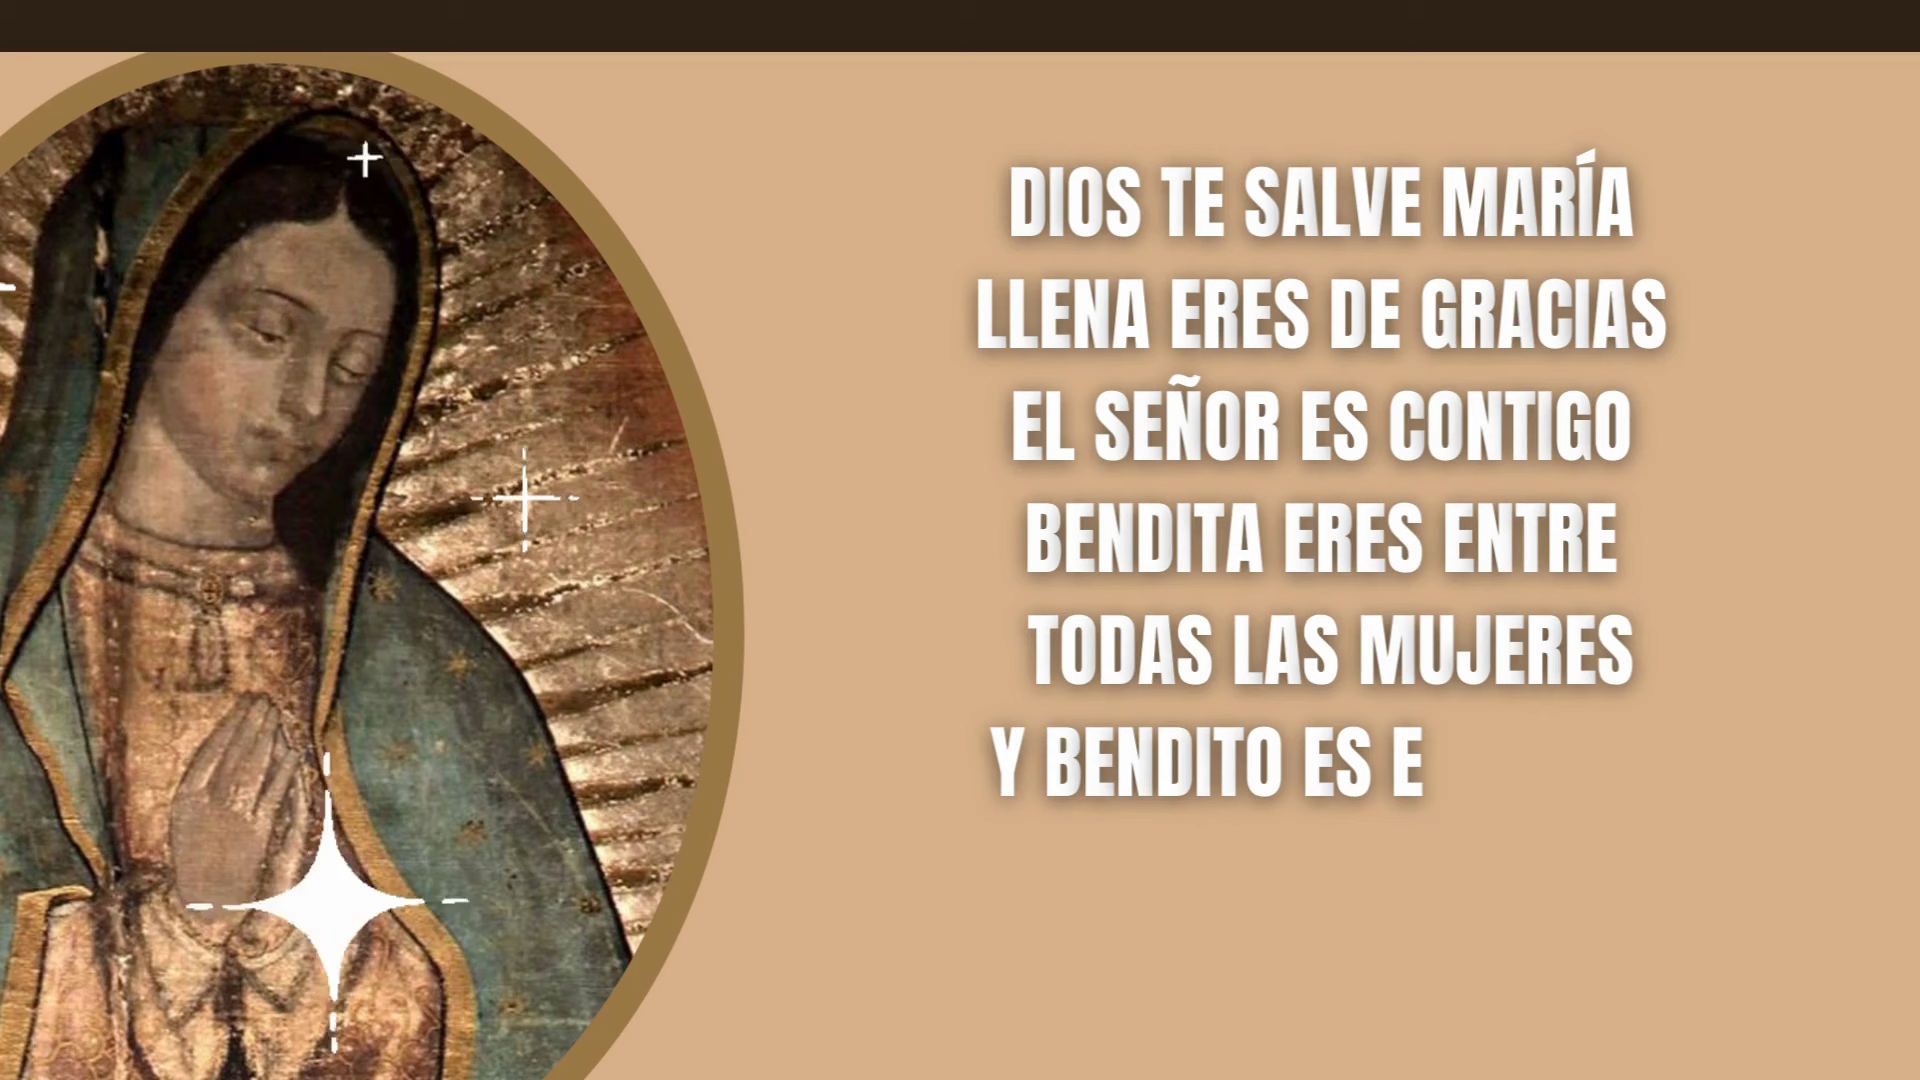 DIOS TE SALVE MARÍA
LLENA ERES DE GRACIAS
EL SEÑOR ES CONTIGO
BENDITA ERES ENTRE
TODAS LAS MUJERES
Y BENDITO ES E